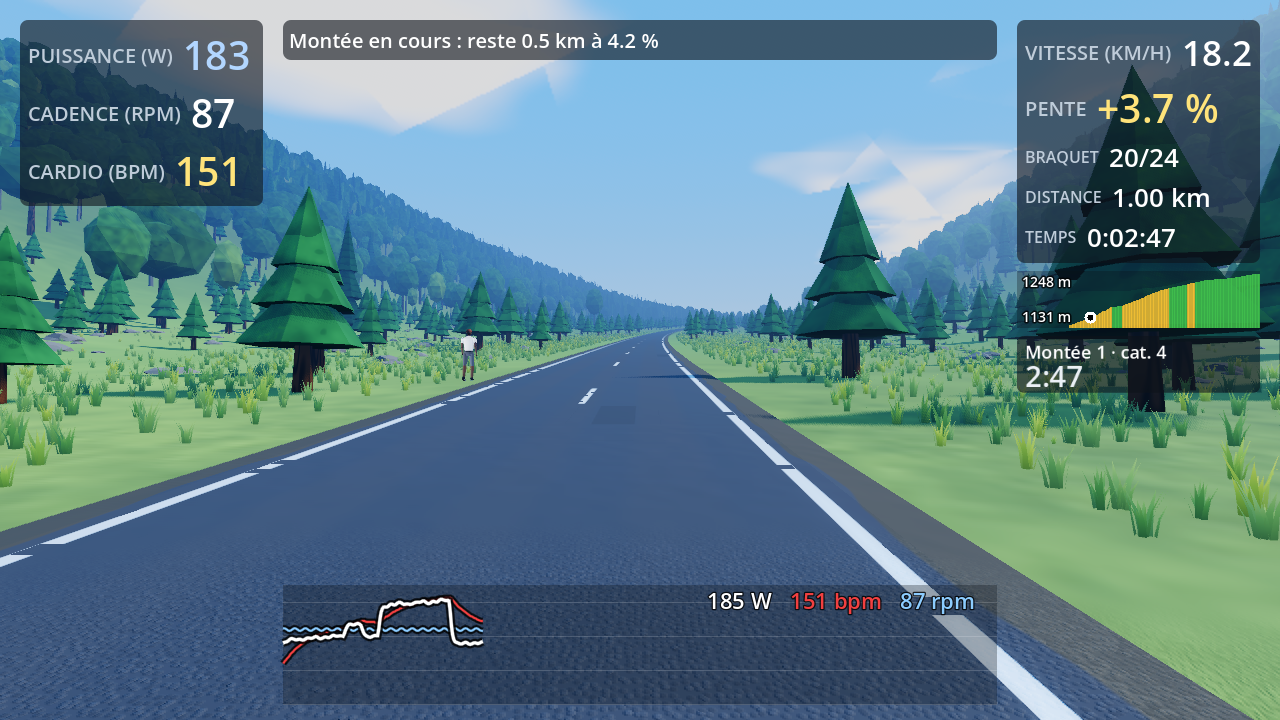 PUISSANCE (W) 183
CADENCE (RPM) 87
CARDIO (BPM) 151
Montée en cours : reste 0.5 km à 4.2 %
VITESSE (KM/H) 18.2
PENTE +3.7 %
BRAQUET 20/24
DISTANCE 1.00 km
TEMPS 0:02:47
1248 m
1131 m
Montée 1 · cat. 4
2:47
185 W 151 bpm 87 rpm